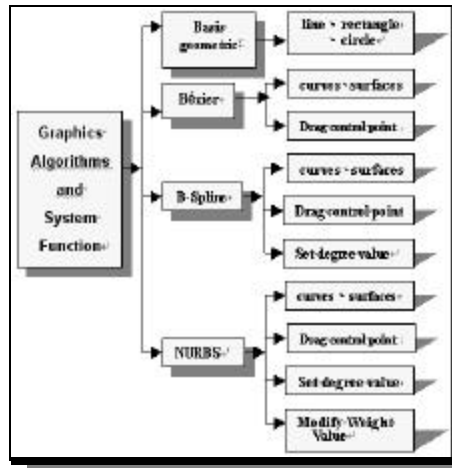 Graphics
Algorithms
and
System
Function
Basic
geometric
line、rectangle
、circle
Bézier
curves、surfaces
Drag control point
B-Spline
curves、surfaces
Drag control point
Set degree value
NURBS
curves、surfaces
Drag control point
Set degree value
Modify Weight
Value